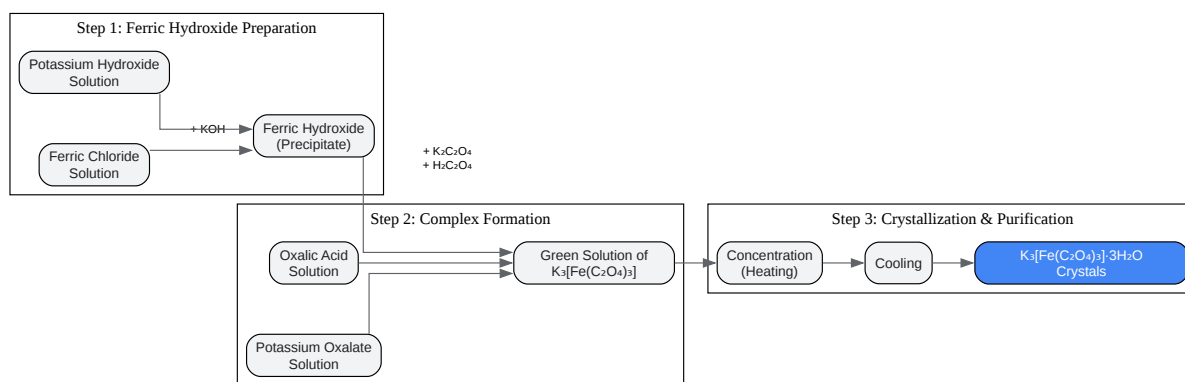 Step 1: Ferric Hydroxide Preparation
Potassium Hydroxide
Solution
+ KOH
Ferric Hydroxide
(Precipitate)
Ferric Chloride
Solution
+ K₂C₂O₄
+ H₂C₂O₄
Step 2: Complex Formation
Oxalic Acid
Solution
Green Solution of
K₃[Fe(C₂O₄)₃]
Potassium Oxalate
Solution
Step 3: Crystallization & Purification
Concentration
(Heating)
Cooling
K₃[Fe(C₂O₄)₃]·3H₂O
Crystals